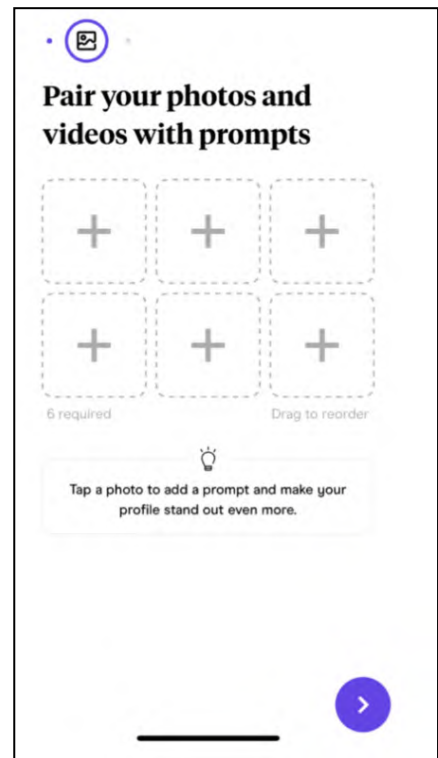 Pair your photos and
videos with prompts
6 required
Drag to reorder
Tap a photo to add a prompt and make your
profile stand out even more.